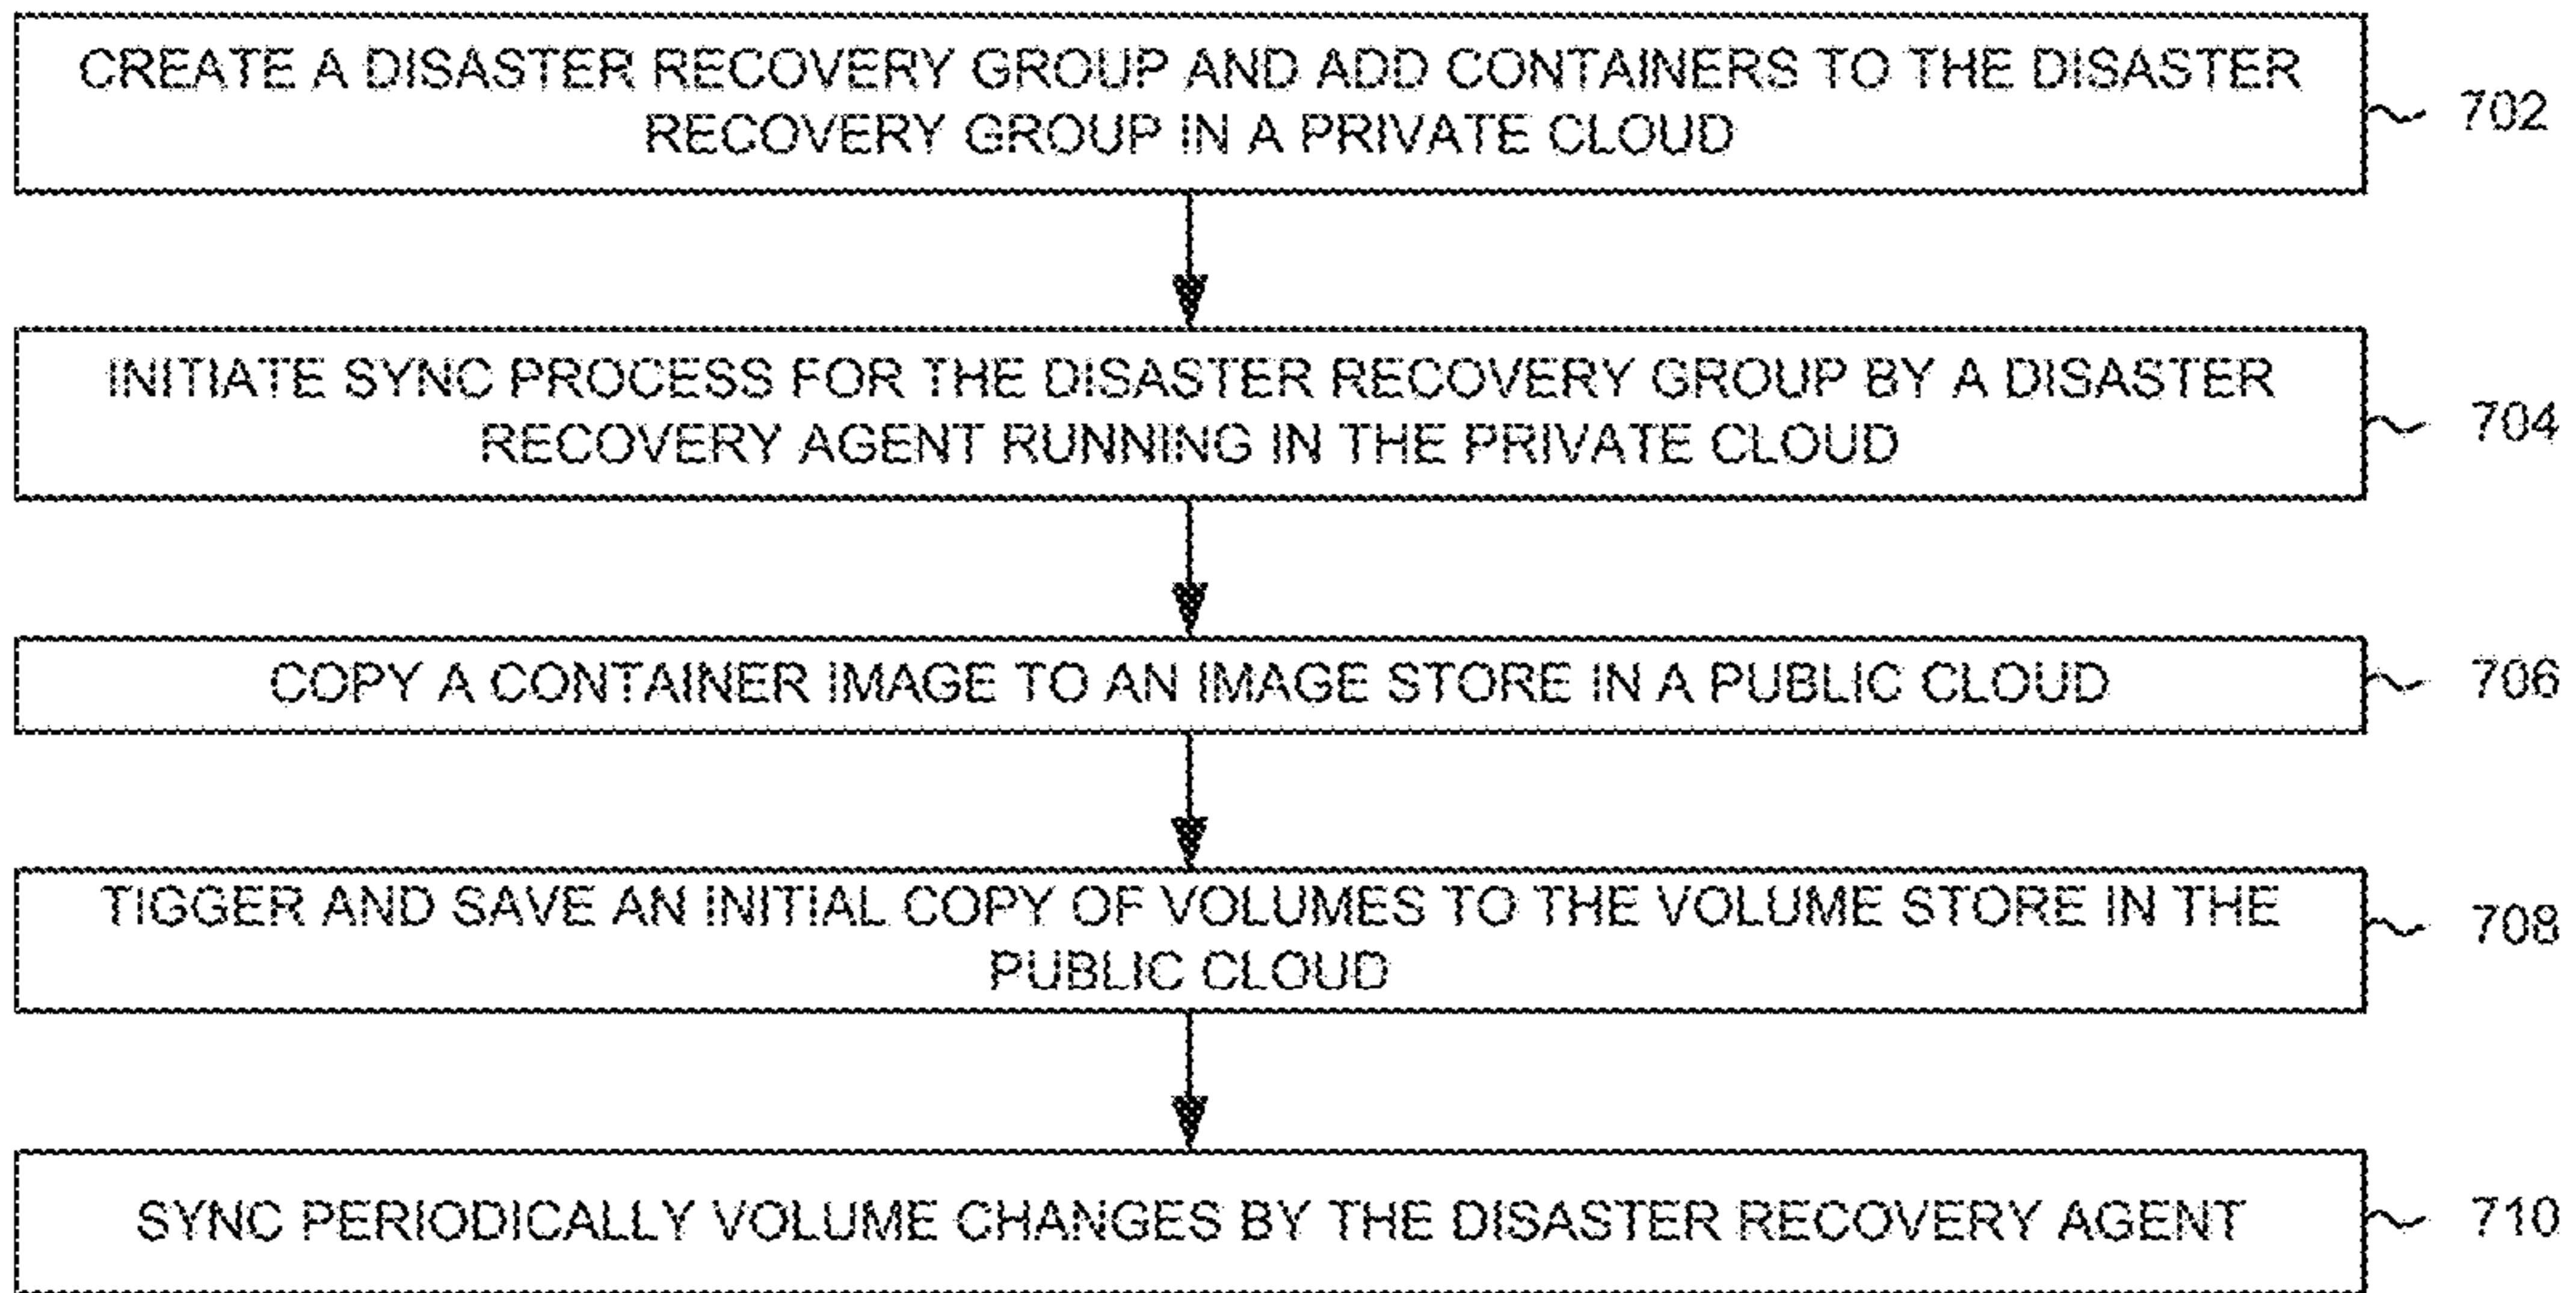 CREATE A DISASTER RECOVERY GROUP AND ADD CONTAINERS TO THE DISASTER
RECOVERY GROUP IN A PRIVATE CLOUD
702
INITIATE SYNC PROCESS FOR THE DISASTER RECOVERY GROUP BY A DISASTER
RECOVERY AGENT RUNNING IN THE PRIVATE CLOUD
704
COPY A CONTAINER IMAGE TO AN IMAGE STORE IN A PUBLIC CLOUD
706
TIGGER AND SAVE AN INITIAL COPY OF VOLUMES TO THE VOLUME STORE IN THE
PUBLIC CLOUD
708
SYNC PERIODICALLY VOLUME CHANGES BY THE DISASTER RECOVERY AGENT
710